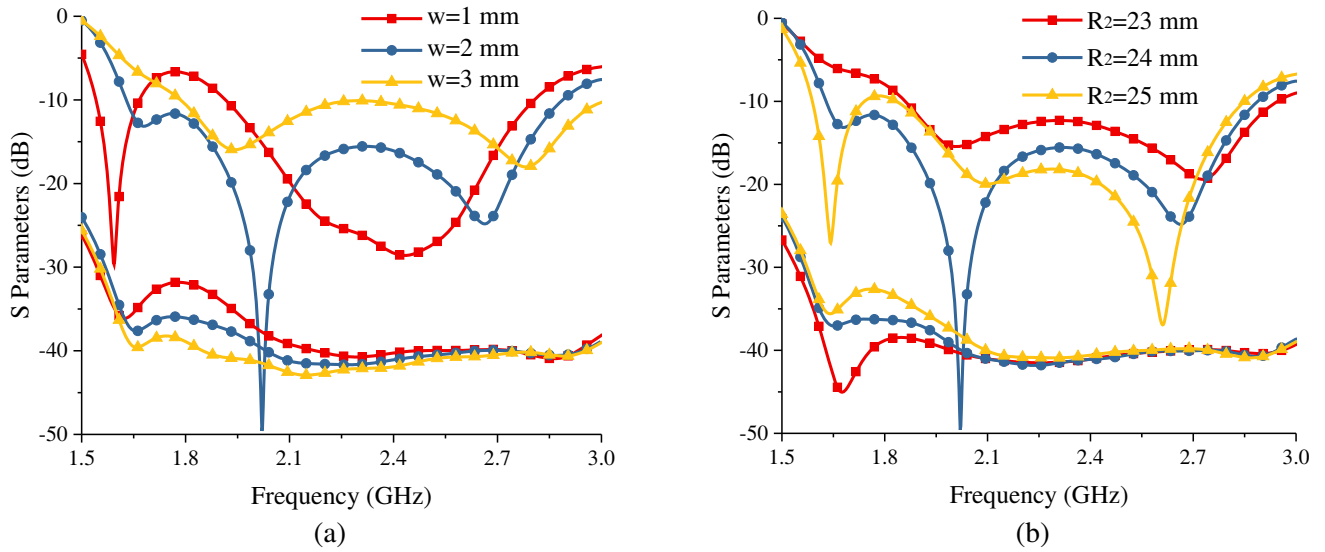 0
-10
-20
-30
-40
-50
S Parameters (dB)
w=1 mm
w=2 mm
w=3 mm
1.5
1.8
2.1
2.4
2.7
3.0
Frequency (GHz)
(a)
0
-10
-20
-30
-40
-50
S Parameters (dB)
R2=23 mm
R2=24 mm
R2=25 mm
1.5
1.8
2.1
2.4
2.7
3.0
Frequency (GHz)
(b)